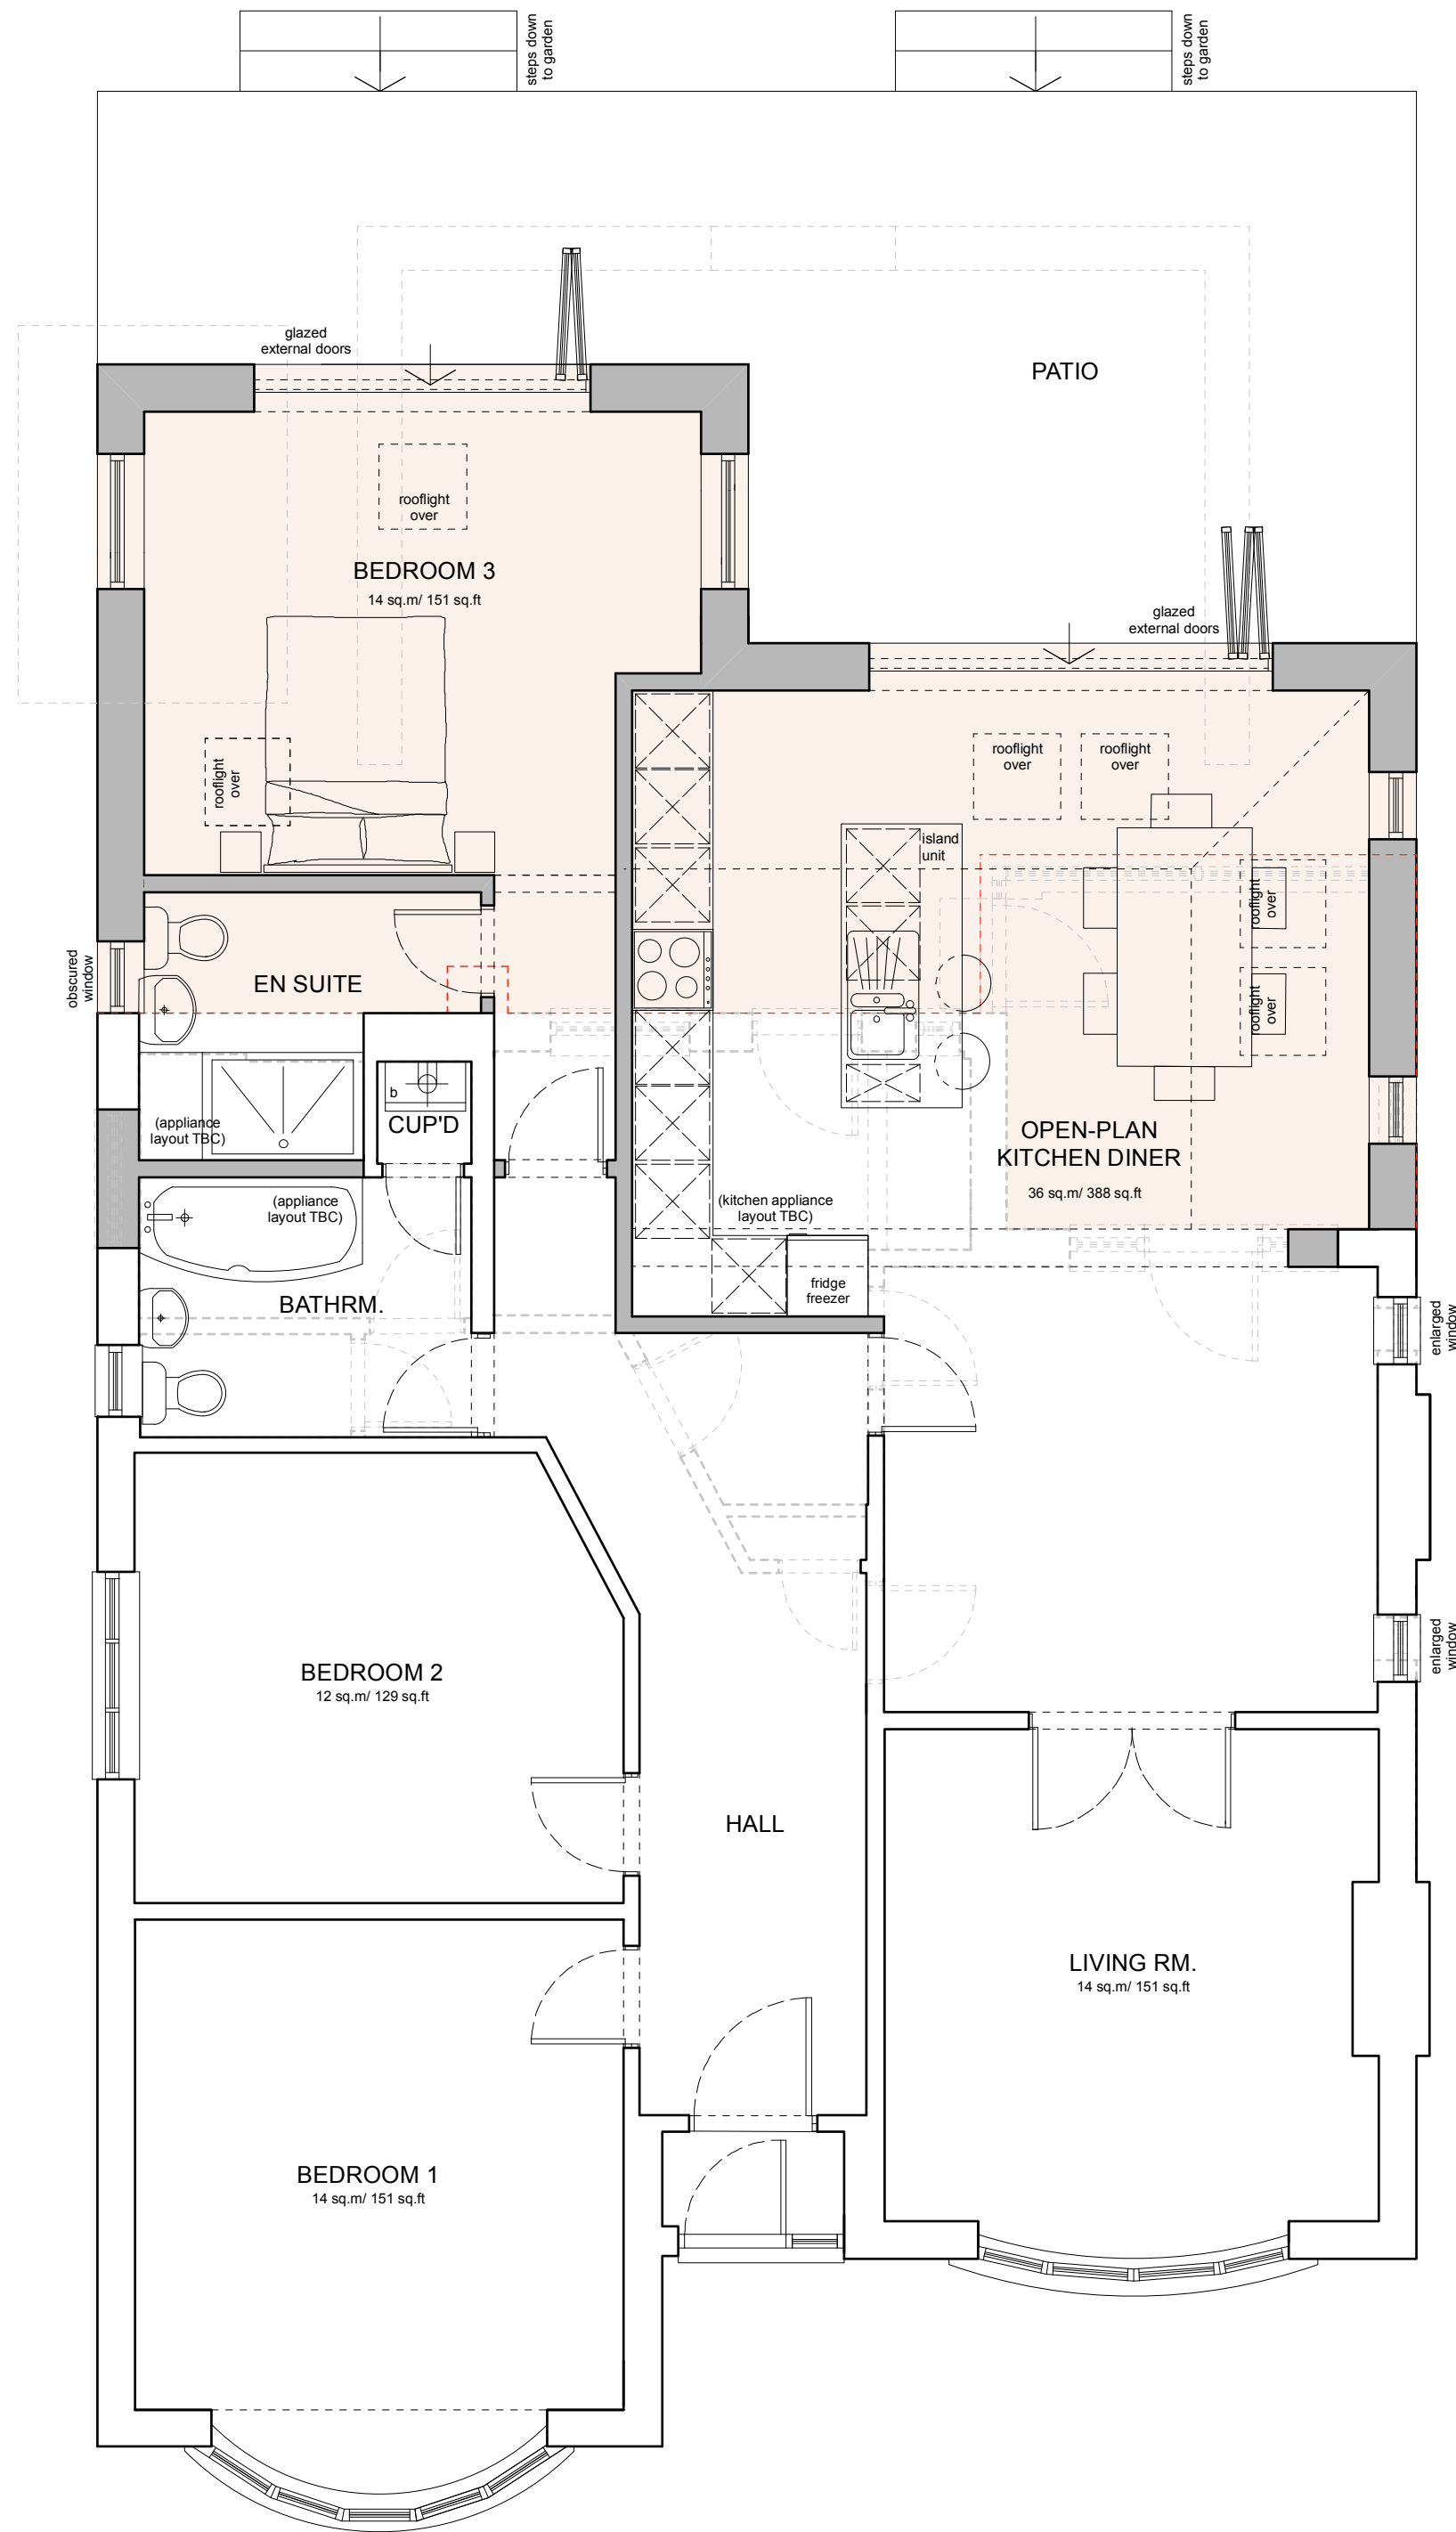 steps down
to garden
steps down
to garden
glazed
external doors
PATIO
rooflight
over
BEDROOM 3
14 sq.m/ 151 sq.ft
glazed
external doors
rooflight
over
rooflight
over
rooflight
over
island
unit
rooflight
over
obscured
window
EN SUITE
rooflight
over
b
CUP'D
(appliance
layout TBC)
OPEN-PLAN
KITCHEN DINER
36 sq.m/ 388 sq.ft
(appliance
layout TBC)
(kitchen appliance
layout TBC)
fridge
freezer
BATHRM.
enlarged
window
enlarged
window
BEDROOM 2
12 sq.m/ 129 sq.ft
HALL
LIVING RM.
14 sq.m/ 151 sq.ft
BEDROOM 1
14 sq.m/ 151 sq.ft